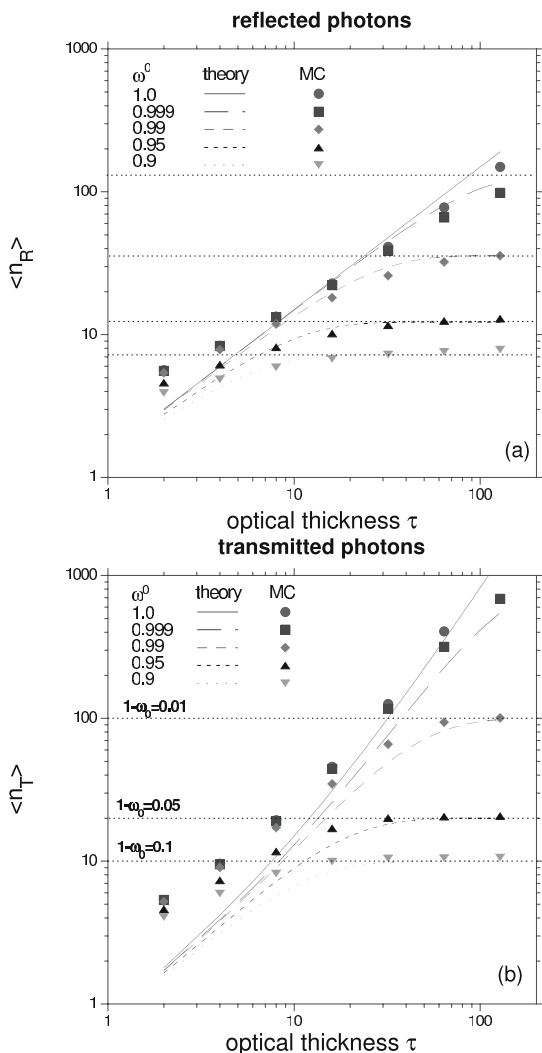 reflected photons
1000
ω⁰ theory MC
1.0
0.999
0.99
0.95
0.9
100
<n_R>
10
(a)
1
1 10 100
optical thickness τ
transmitted photons
1000
ω⁰ theory MC
1.0
0.999
0.99
0.95
0.9
1-ω₀=0.01
100
<n_T>
1-ω₀=0.05
1-ω₀=0.1
10
(b)
1
1 10 100
optical thickness τ